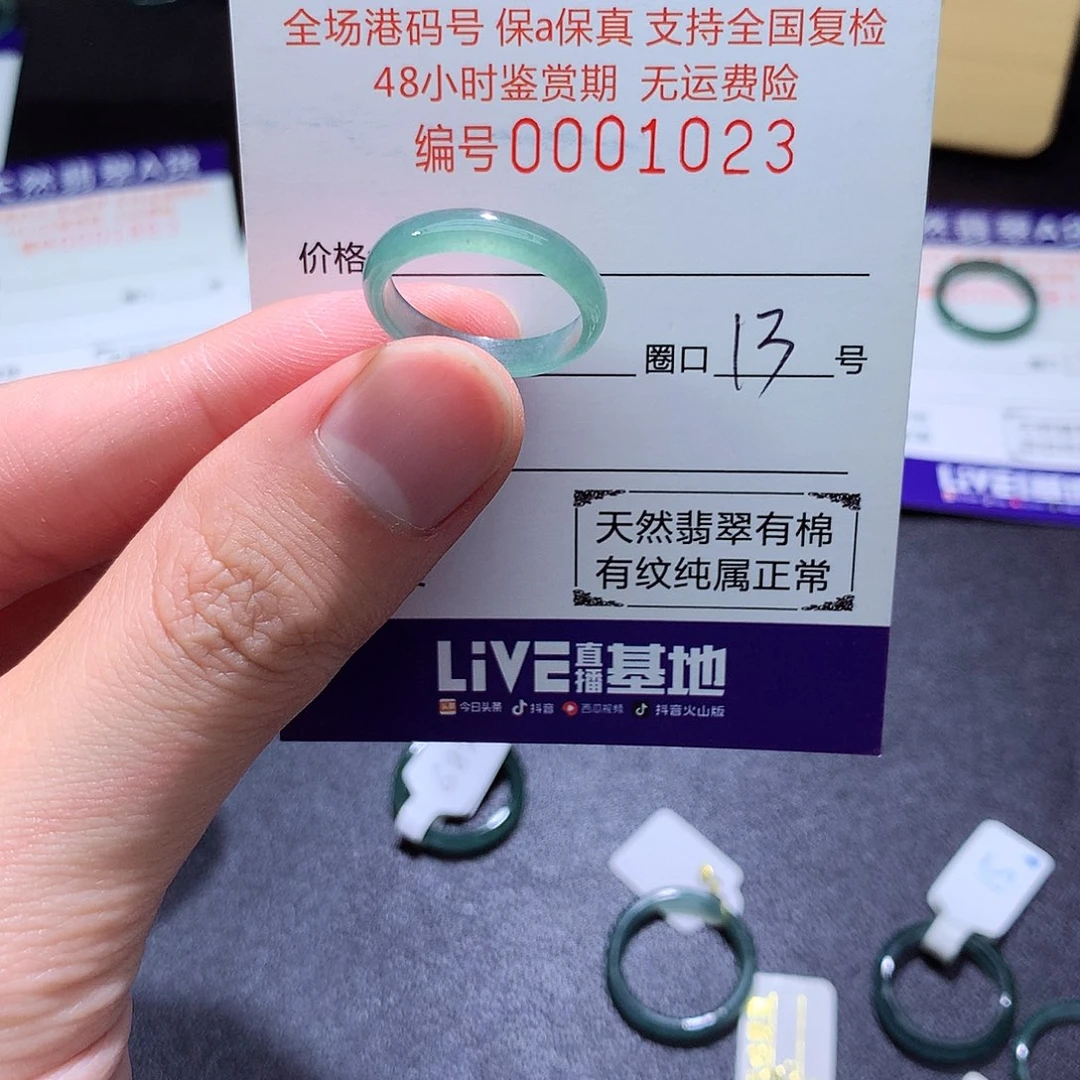 全场港码号 保a保真 支持全国复检
48小时鉴赏期 无运费险
编号0001023
价格
圈口 13 号
天然翡翠有棉
有纹纯属正常
LiVE直播基地
今日头条 抖音 西瓜视频 抖音火山版